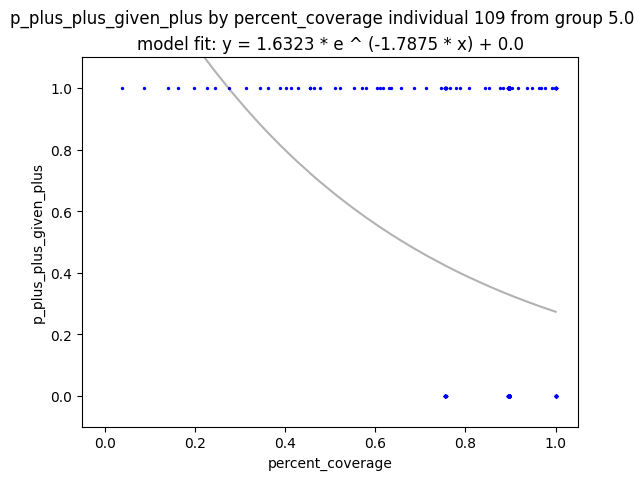 p_plus_plus_given_plus by percent_coverage individual 109 from group 5.0
model fit: y = 1.6323 * e ^ (-1.7875 * x) + 0.0
1.0
0.8
0.6
0.4
0.2
0.0
p_plus_plus_given_plus
0.0 0.2 0.4 0.6 0.8 1.0
percent_coverage